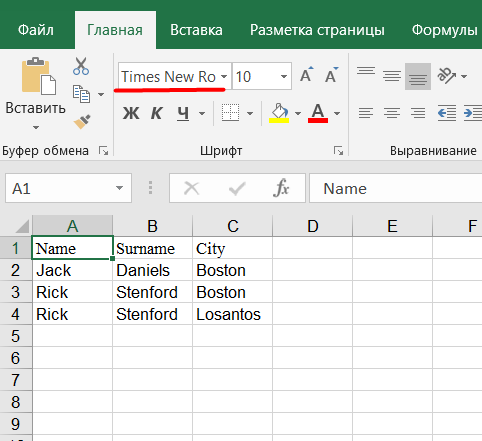 Файл Главная Вставка Разметка страницы Формулы
Вставить
Times New Ro 10 A A
Ж К Ч A
Буфер обмена Шрифт Выравнивание
A1 fx Name
A B C D E F
1 Name Surname City
2 Jack Daniels Boston
3 Rick Stenford Boston
4 Rick Stenford Losantos
5
6
7
8
9